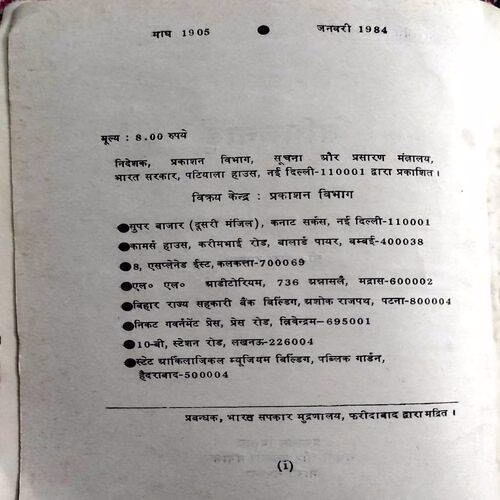 माघ 1905 ● जनवरी 1984
मूल्य : 8.00 रुपये
निदेशक, प्रकाशन विभाग, सूचना और प्रसारण मंत्रालय,
भारत सरकार, पटियाला हाउस, नई दिल्ली-110001 द्वारा प्रकाशित।
विक्रय केन्द्र : प्रकाशन विभाग
●सुपर बाजार (दूसरी मंजिल), कनाट सर्कस, नई दिल्ली-110001
●कामर्स हाउस, करीमभाई रोड, बालार्ड पायर, बम्बई-400038
●8, एसप्लेनेड ईस्ट, कलकत्ता-700069
●एल० एल० आडीटोरियम, 736 अन्नासलै, मद्रास-600002
●बिहार राज्य सहकारी बैंक बिल्डिंग, अशोक राजपथ, पटना-800004
●निकट गवर्नमेंट प्रेस, प्रेस रोड, त्रिवेन्द्रम-695001
●10-बी, स्टेशन रोड, लखनऊ-226004
●स्टेट आर्किलाजिकल म्यूजियम बिल्डिंग, पब्लिक गार्डन,
हैदराबाद-500004
प्रबन्धक, भारत सपकार मुद्रणालय, फरीदाबाद द्वारा मद्रित।
(i)